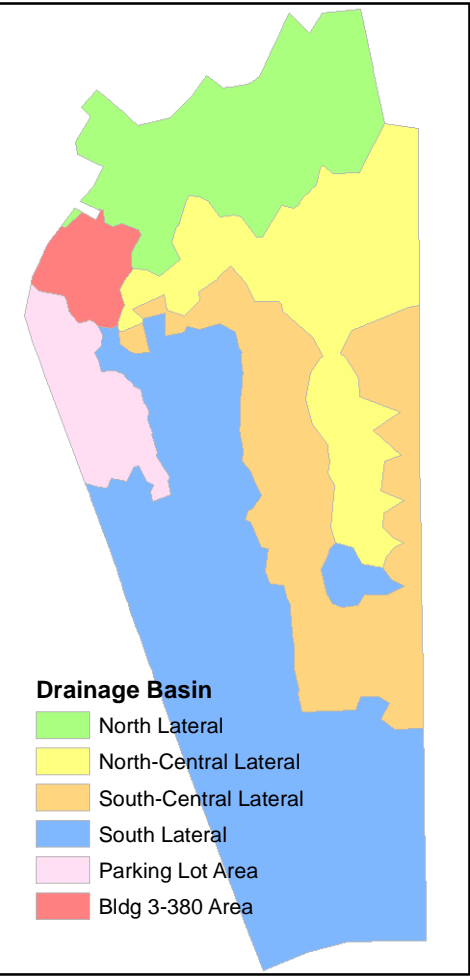 Drainage Basin
North Lateral
North-Central Lateral
South-Central Lateral
South Lateral
Parking Lot Area
Bldg 3-380 Area